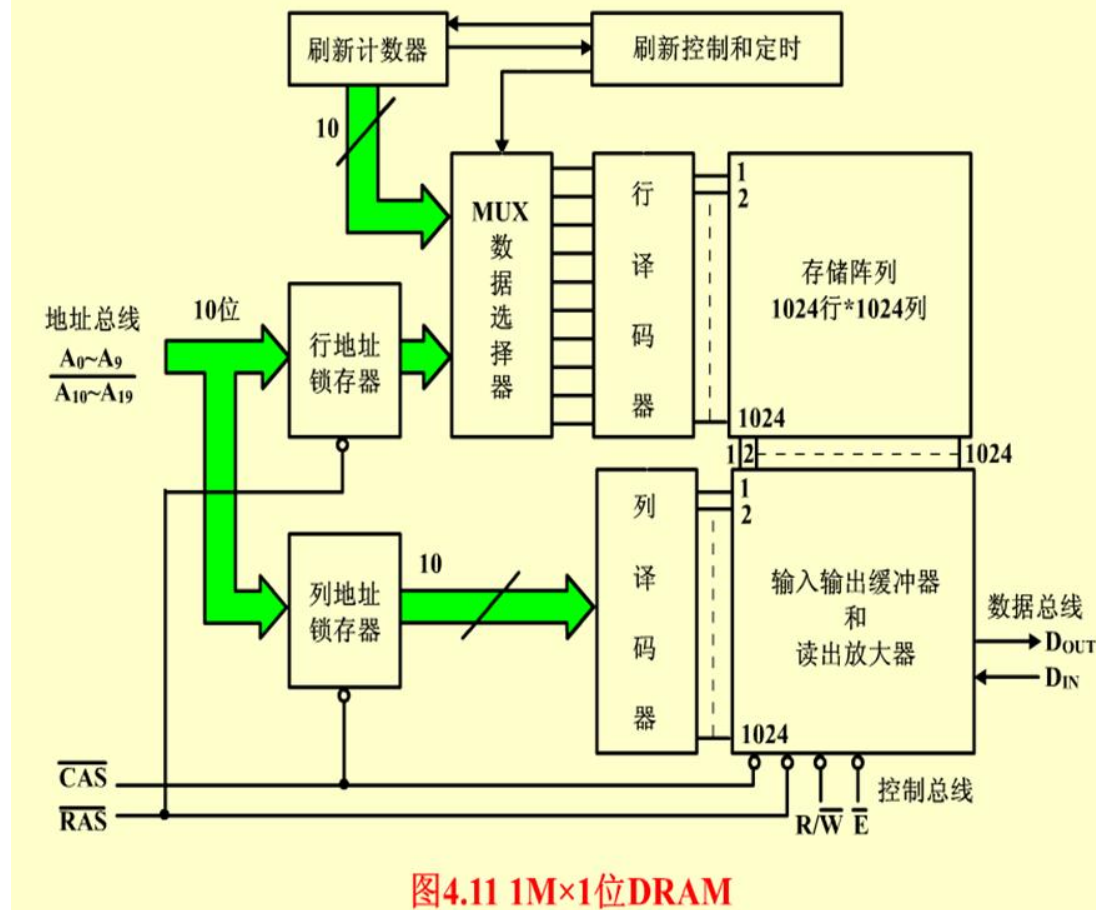 刷新计数器
刷新控制和定时
10
MUX
数
据
选
择
器
行
译
码
器
1
2
1024
存储阵列
1024行*1024列
地址总线
A0~A9
A10~A19
10位
行地址
锁存器
1 2
1024
列地址
锁存器
10
列
译
码
器
1
2
1024
输入输出缓冲器
和
读出放大器
数据总线
DOUT
DIN
CAS
RAS
R/W E
控制总线
图4.11 1M×1位DRAM